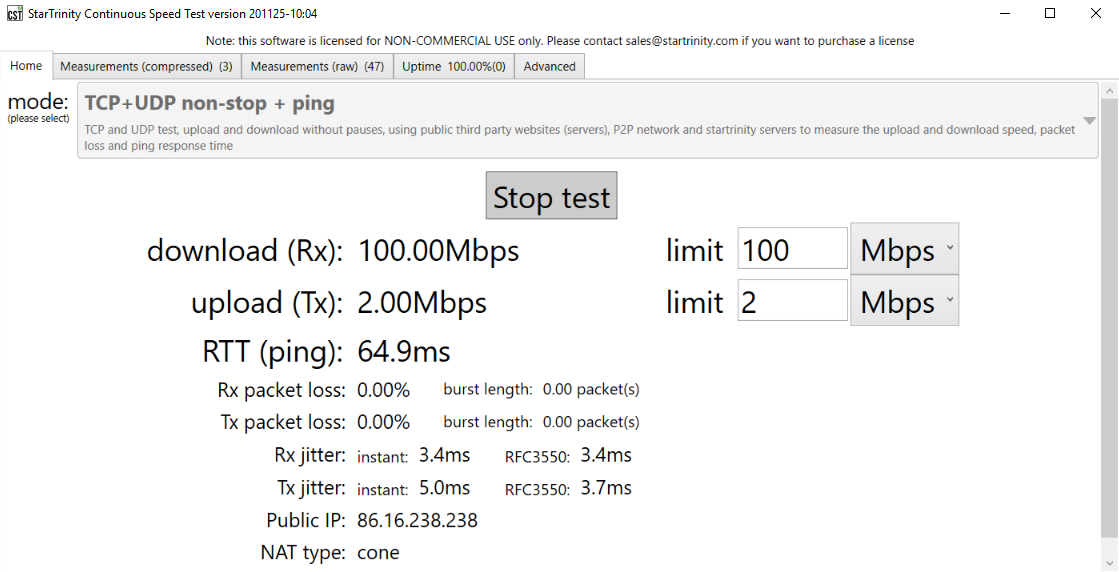 CST StarTrinity Continuous Speed Test version 201125-10:04
Note: this software is licensed for NON-COMMERCIAL USE only. Please contact sales@startrinity.com if you want to purchase a license
Home Measurements (compressed) (3) Measurements (raw) (47) Uptime 100.00%(0) Advanced
mode: TCP+UDP non-stop + ping
(please select)
TCP and UDP test, upload and download without pauses, using public third party websites (servers), P2P network and startrinity servers to measure the upload and download speed, packet
loss and ping response time
Stop test
download (Rx): 100.00Mbps limit 100 Mbps
upload (Tx): 2.00Mbps limit 2 Mbps
RTT (ping): 64.9ms
Rx packet loss: 0.00% burst length: 0.00 packet(s)
Tx packet loss: 0.00% burst length: 0.00 packet(s)
Rx jitter: instant: 3.4ms RFC3550: 3.4ms
Tx jitter: instant: 5.0ms RFC3550: 3.7ms
Public IP: 86.16.238.238
NAT type: cone